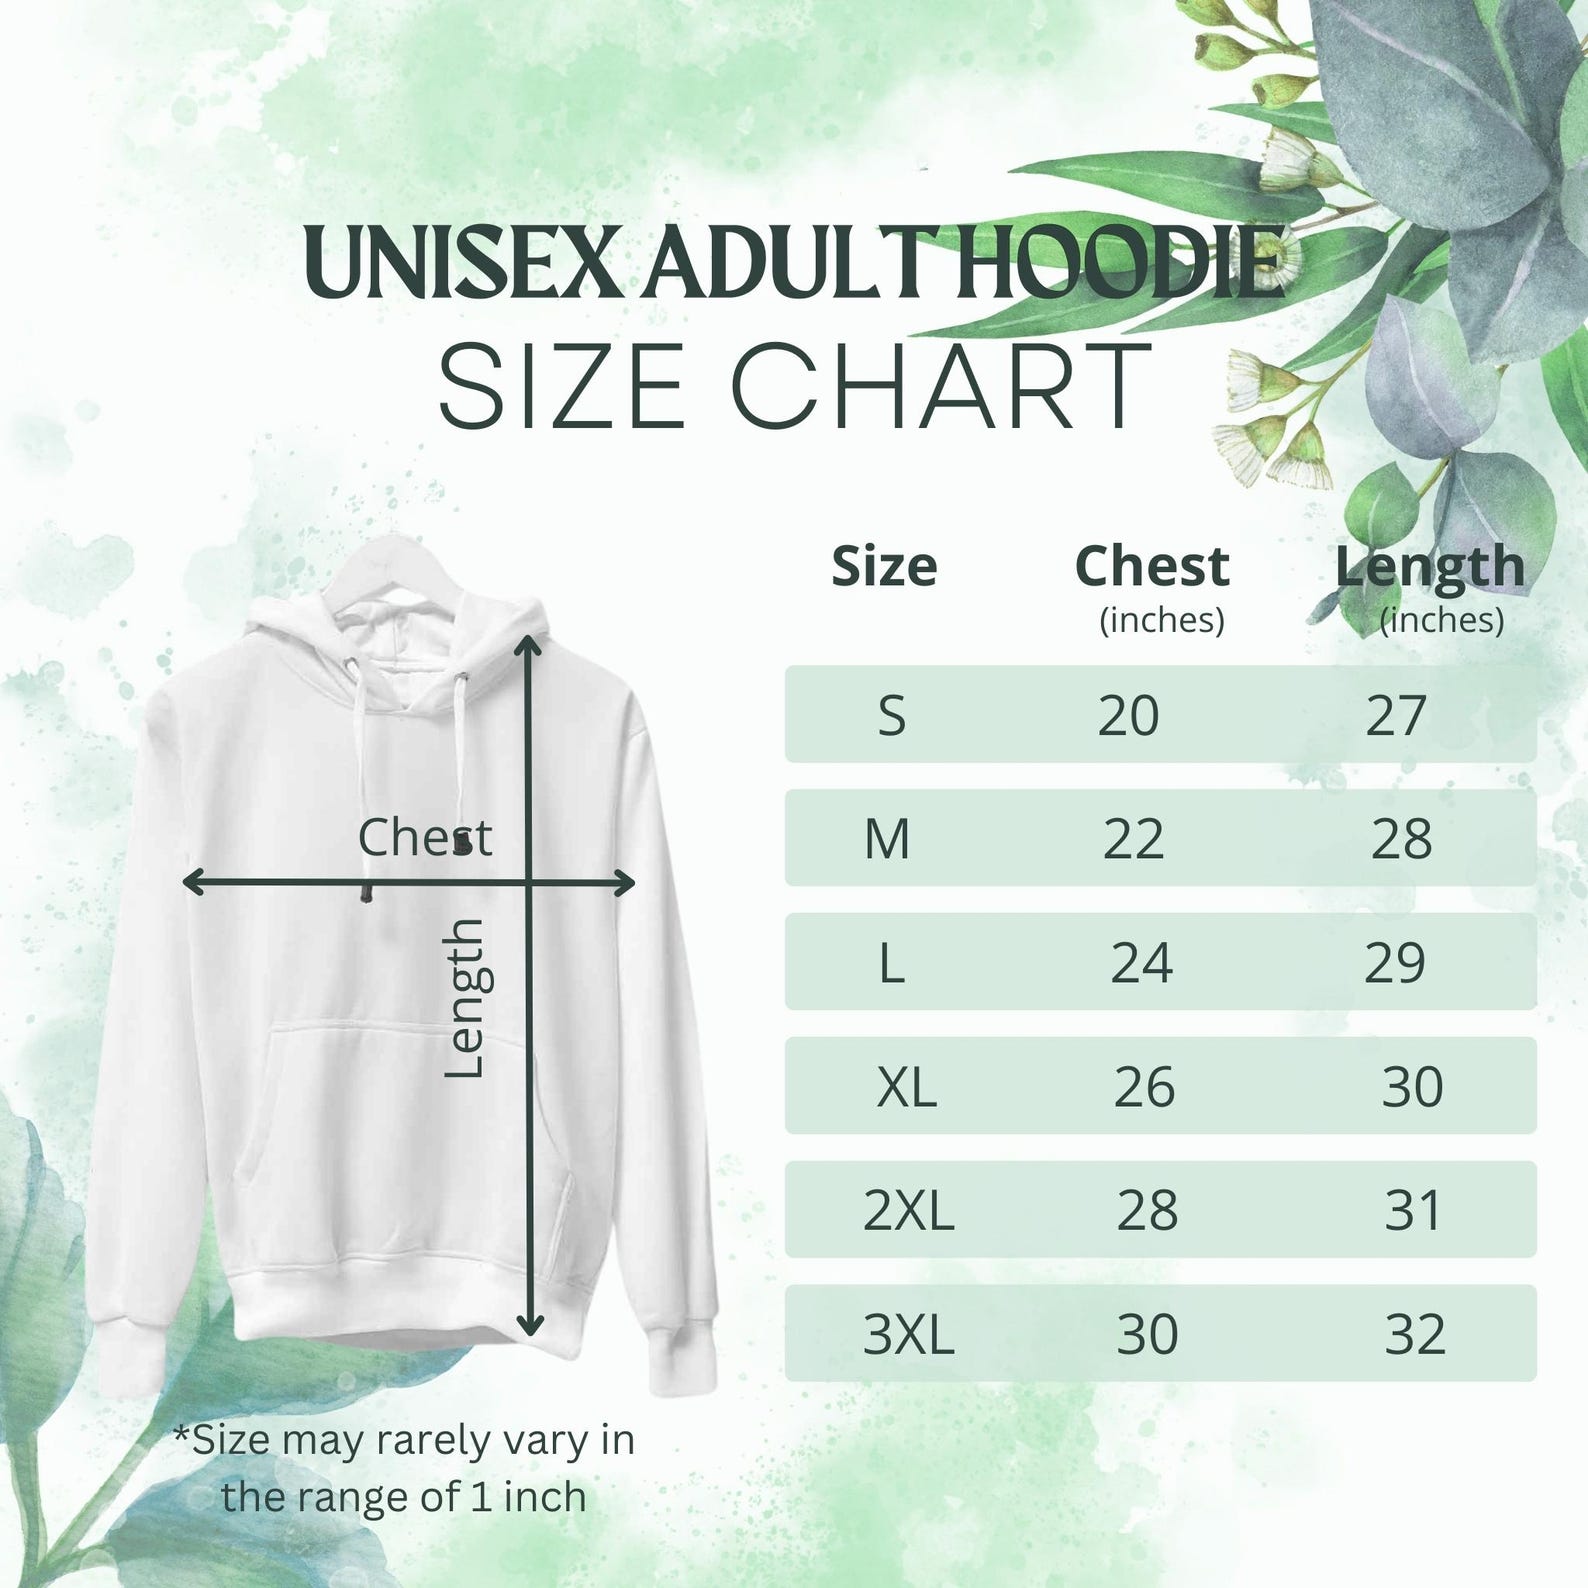 UNISEX ADULT HOODIE
SIZE CHART
Size Chest Length
(inches) (inches)
S 20 27
M 22 28
L 24 29
XL 26 30
2XL 28 31
3XL 30 32
Chest
Length
*Size may rarely vary in
the range of 1 inch